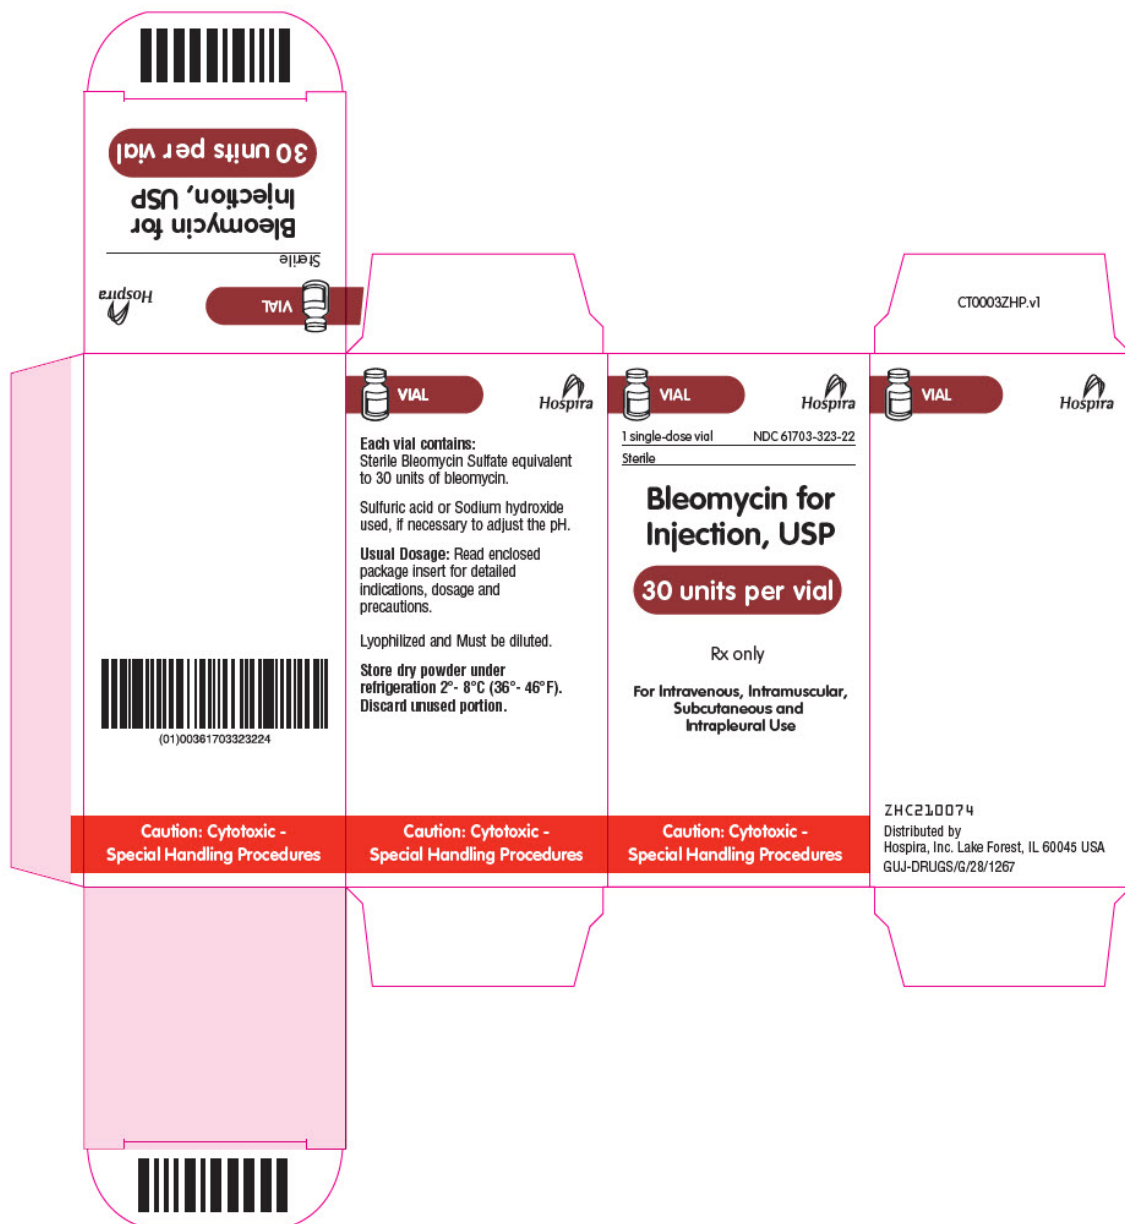 30 units per vial
Bleomycin for
Injection, USP
Sterile
VIAL
Hospira
CT0003ZHP.v1
VIAL
Hospira
Each vial contains:
Sterile Bleomycin Sulfate equivalent
to 30 units of bleomycin.
Sulfuric acid or Sodium hydroxide
used, if necessary to adjust the pH.
Usual Dosage: Read enclosed
package insert for detailed
indications, dosage and
precautions.
Lyophilized and Must be diluted.
Store dry powder under
refrigeration 2°- 8°C (36°- 46°F).
Discard unused portion.
VIAL
Hospira
1 single-dose vial NDC 61703-323-22
Sterile
Bleomycin for
Injection, USP
30 units per vial
Rx only
For Intravenous, Intramuscular,
Subcutaneous and
Intrapleural Use
VIAL
Hospira
(01)00361703323224
Caution: Cytotoxic -
Special Handling Procedures
Caution: Cytotoxic -
Special Handling Procedures
Caution: Cytotoxic -
Special Handling Procedures
ZHC210074
Distributed by
Hospira, Inc. Lake Forest, IL 60045 USA
GUJ-DRUGS/G/28/1267